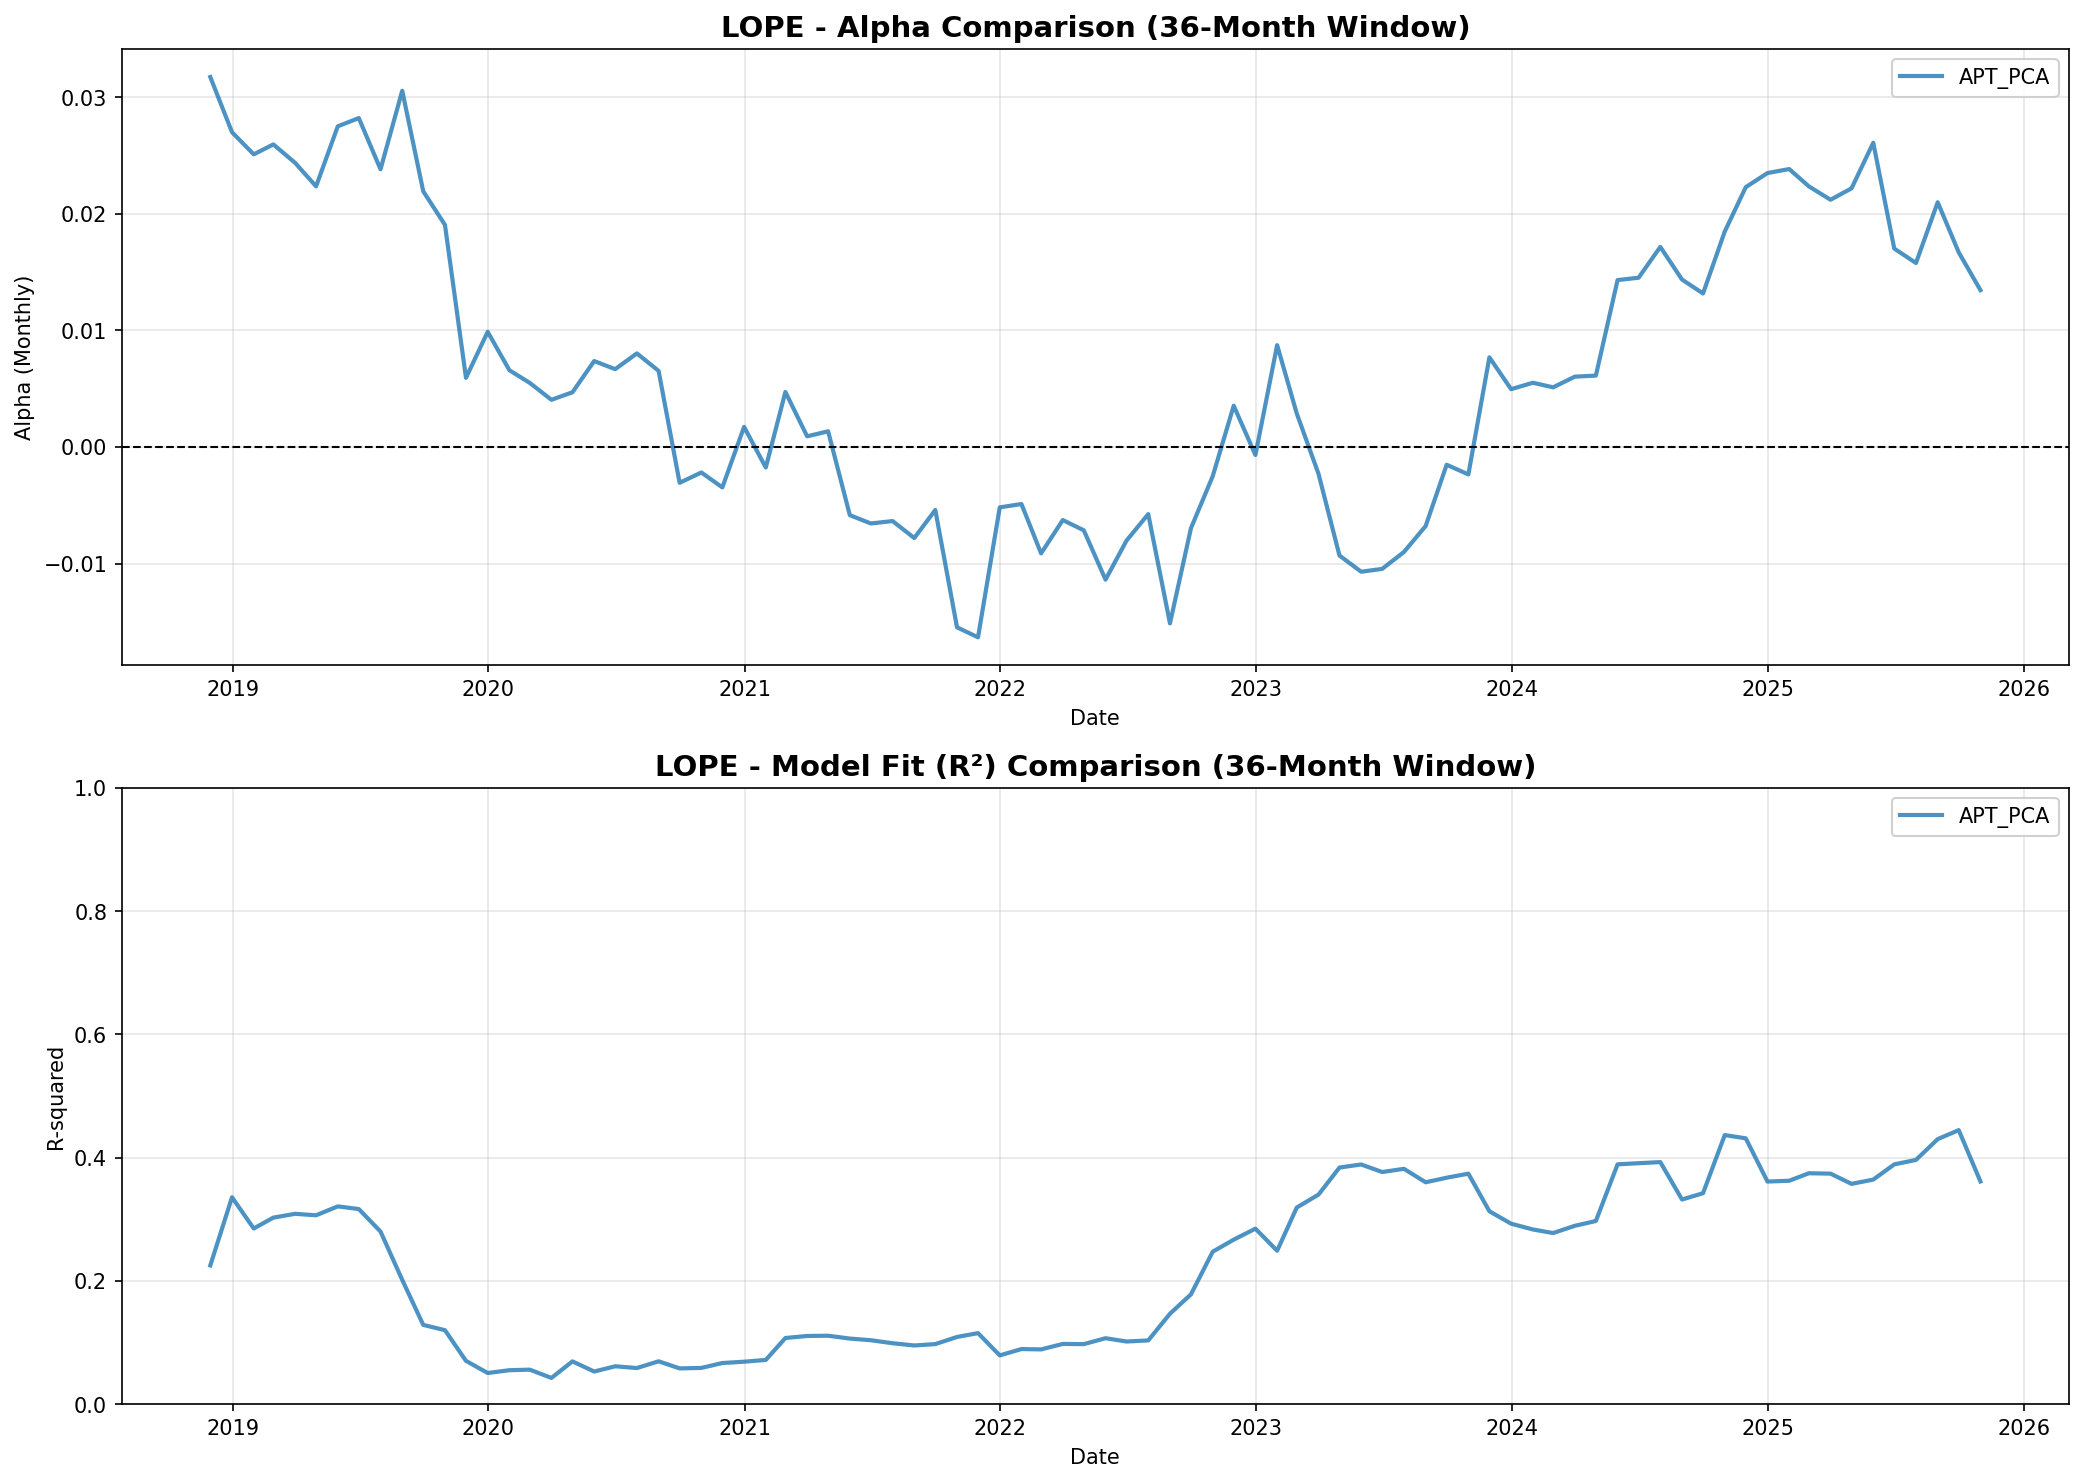 LOPE - Alpha Comparison (36-Month Window)
APT_PCA
0.03
0.02
0.01
0.00
−0.01
Alpha (Monthly)
2019 2020 2021 2022 2023 2024 2025 2026
Date
LOPE - Model Fit (R²) Comparison (36-Month Window)
APT_PCA
1.0
0.8
0.6
0.4
0.2
0.0
R-squared
2019 2020 2021 2022 2023 2024 2025 2026
Date